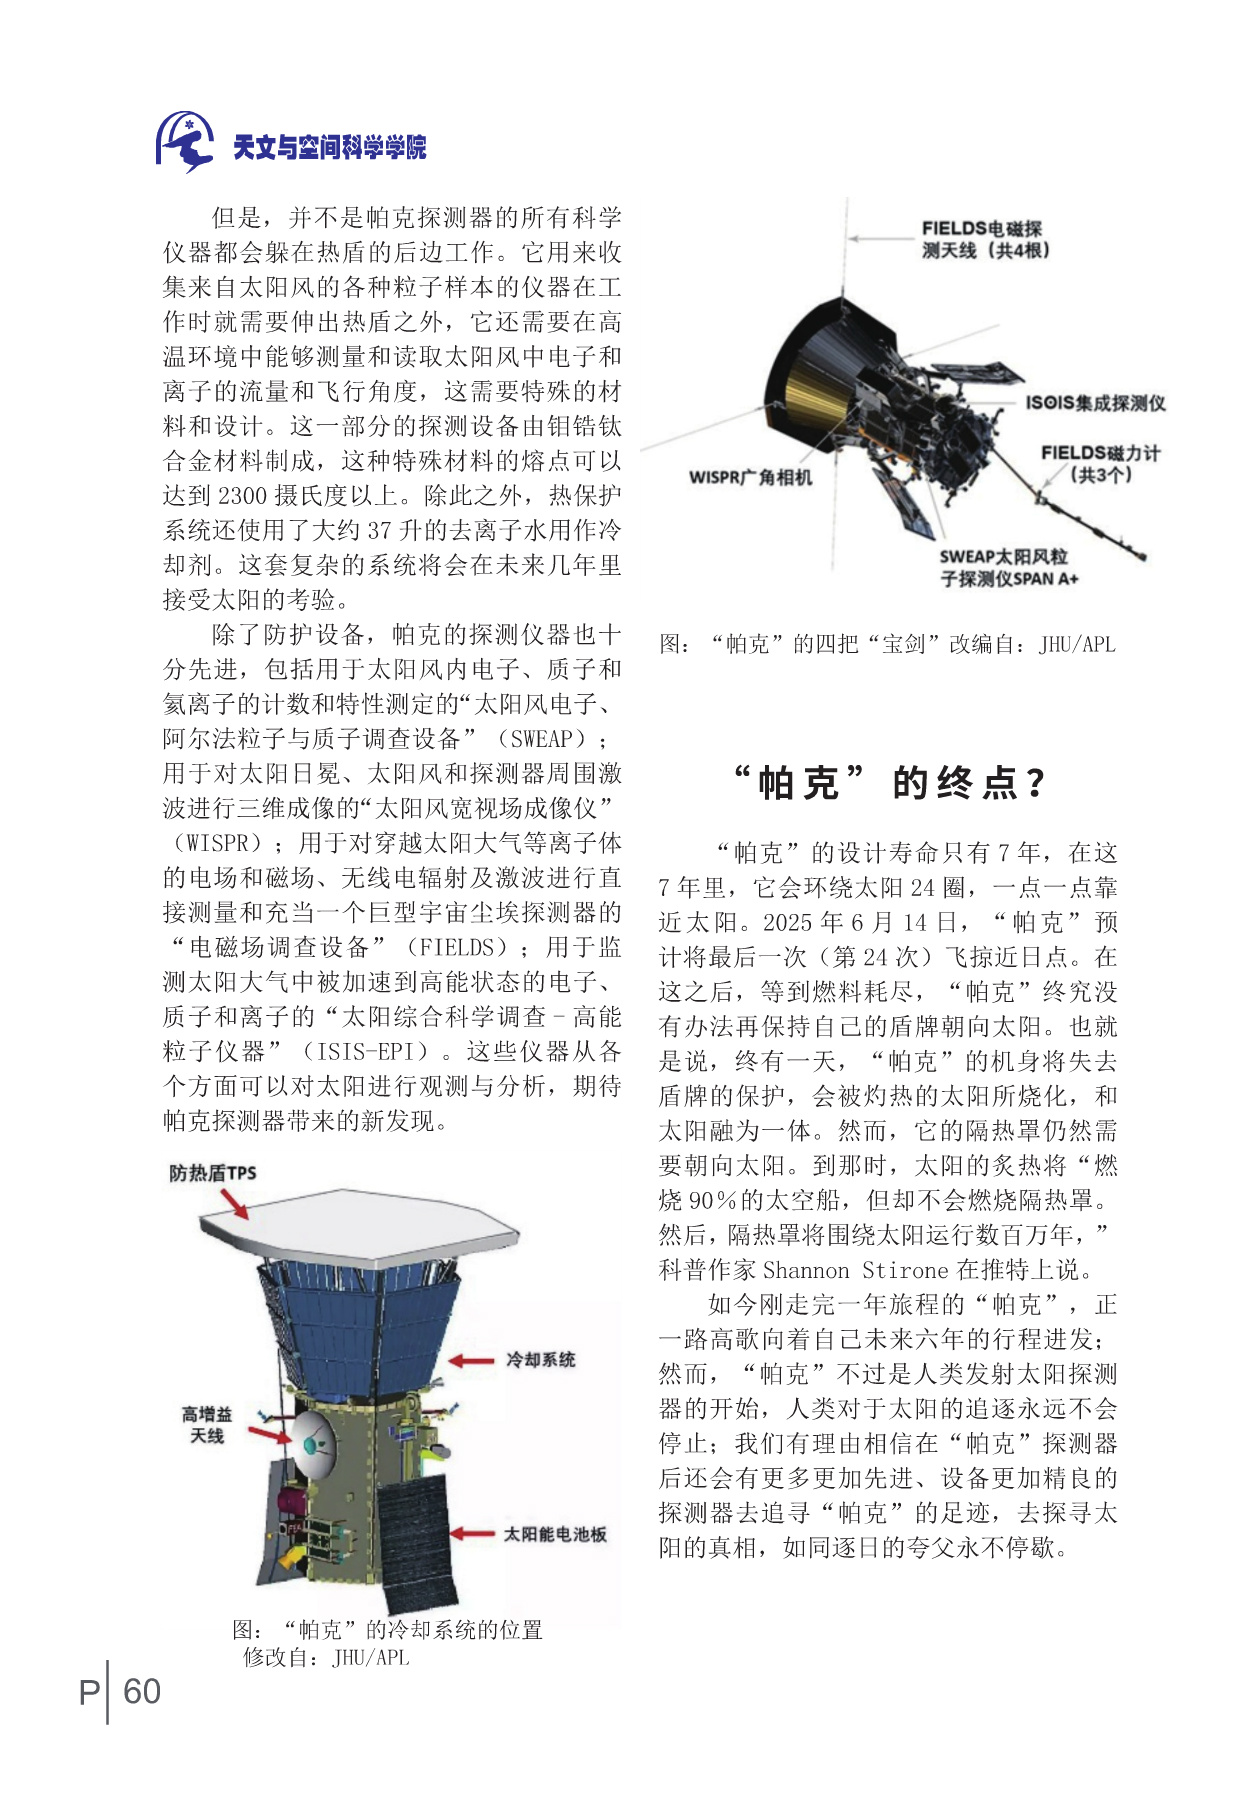 天文与空间科学学院
但是，并不是帕克探测器的所有科学
仪器都会躲在热盾的后边工作。它用来收
集来自太阳风的各种粒子样本的仪器在工
作时就需要伸出热盾之外，它还需要在高
温环境中能够测量和读取太阳风中电子和
离子的流量和飞行角度，这需要特殊的材
料和设计。这一部分的探测设备由钼锆钛
合金材料制成，这种特殊材料的熔点可以
达到 2300 摄氏度以上。除此之外，热保护
系统还使用了大约 37 升的去离子水用作冷
却剂。这套复杂的系统将会在未来几年里
接受太阳的考验。
除了防护设备，帕克的探测仪器也十
分先进，包括用于太阳风内电子、质子和
氦离子的计数和特性测定的“太阳风电子、
阿尔法粒子与质子调查设备”（SWEAP）；
用于对太阳日冕、太阳风和探测器周围激
波进行三维成像的“太阳风宽视场成像仪”
（WISPR）；用于对穿越太阳大气等离子体
的电场和磁场、无线电辐射及激波进行直
接测量和充当一个巨型宇宙尘埃探测器的
“电磁场调查设备”（FIELDS）；用于监
测太阳大气中被加速到高能状态的电子、
质子和离子的“太阳综合科学调查－高能
粒子仪器”（ISIS-EPI）。这些仪器从各
个方面可以对太阳进行观测与分析，期待
帕克探测器带来的新发现。
防热盾TPS
冷却系统
高增益
天线
太阳能电池板
图：“帕克”的冷却系统的位置
修改自：JHU/APL
FIELDS电磁探
测天线（共4根）
IS⊙IS集成探测仪
FIELDS磁力计
（共3个）
WISPR广角相机
SWEAP太阳风粒
子探测仪SPAN A+
图：“帕克”的四把“宝剑”改编自：JHU/APL
“帕克”的终点？
“帕克”的设计寿命只有 7 年，在这
7 年里，它会环绕太阳 24 圈，一点一点靠
近太阳。2025 年 6 月 14 日，“帕克”预
计将最后一次（第 24 次）飞掠近日点。在
这之后，等到燃料耗尽，“帕克”终究没
有办法再保持自己的盾牌朝向太阳。也就
是说，终有一天，“帕克”的机身将失去
盾牌的保护，会被灼热的太阳所烧化，和
太阳融为一体。然而，它的隔热罩仍然需
要朝向太阳。到那时，太阳的炙热将“燃
烧 90％的太空船，但却不会燃烧隔热罩。
然后，隔热罩将围绕太阳运行数百万年，”
科普作家 Shannon Stirone 在推特上说。
如今刚走完一年旅程的“帕克”，正
一路高歌向着自己未来六年的行程进发；
然而，“帕克”不过是人类发射太阳探测
器的开始，人类对于太阳的追逐永远不会
停止；我们有理由相信在“帕克”探测器
后还会有更多更加先进、设备更加精良的
探测器去追寻“帕克”的足迹，去探寻太
阳的真相，如同逐日的夸父永不停歇。
P 60